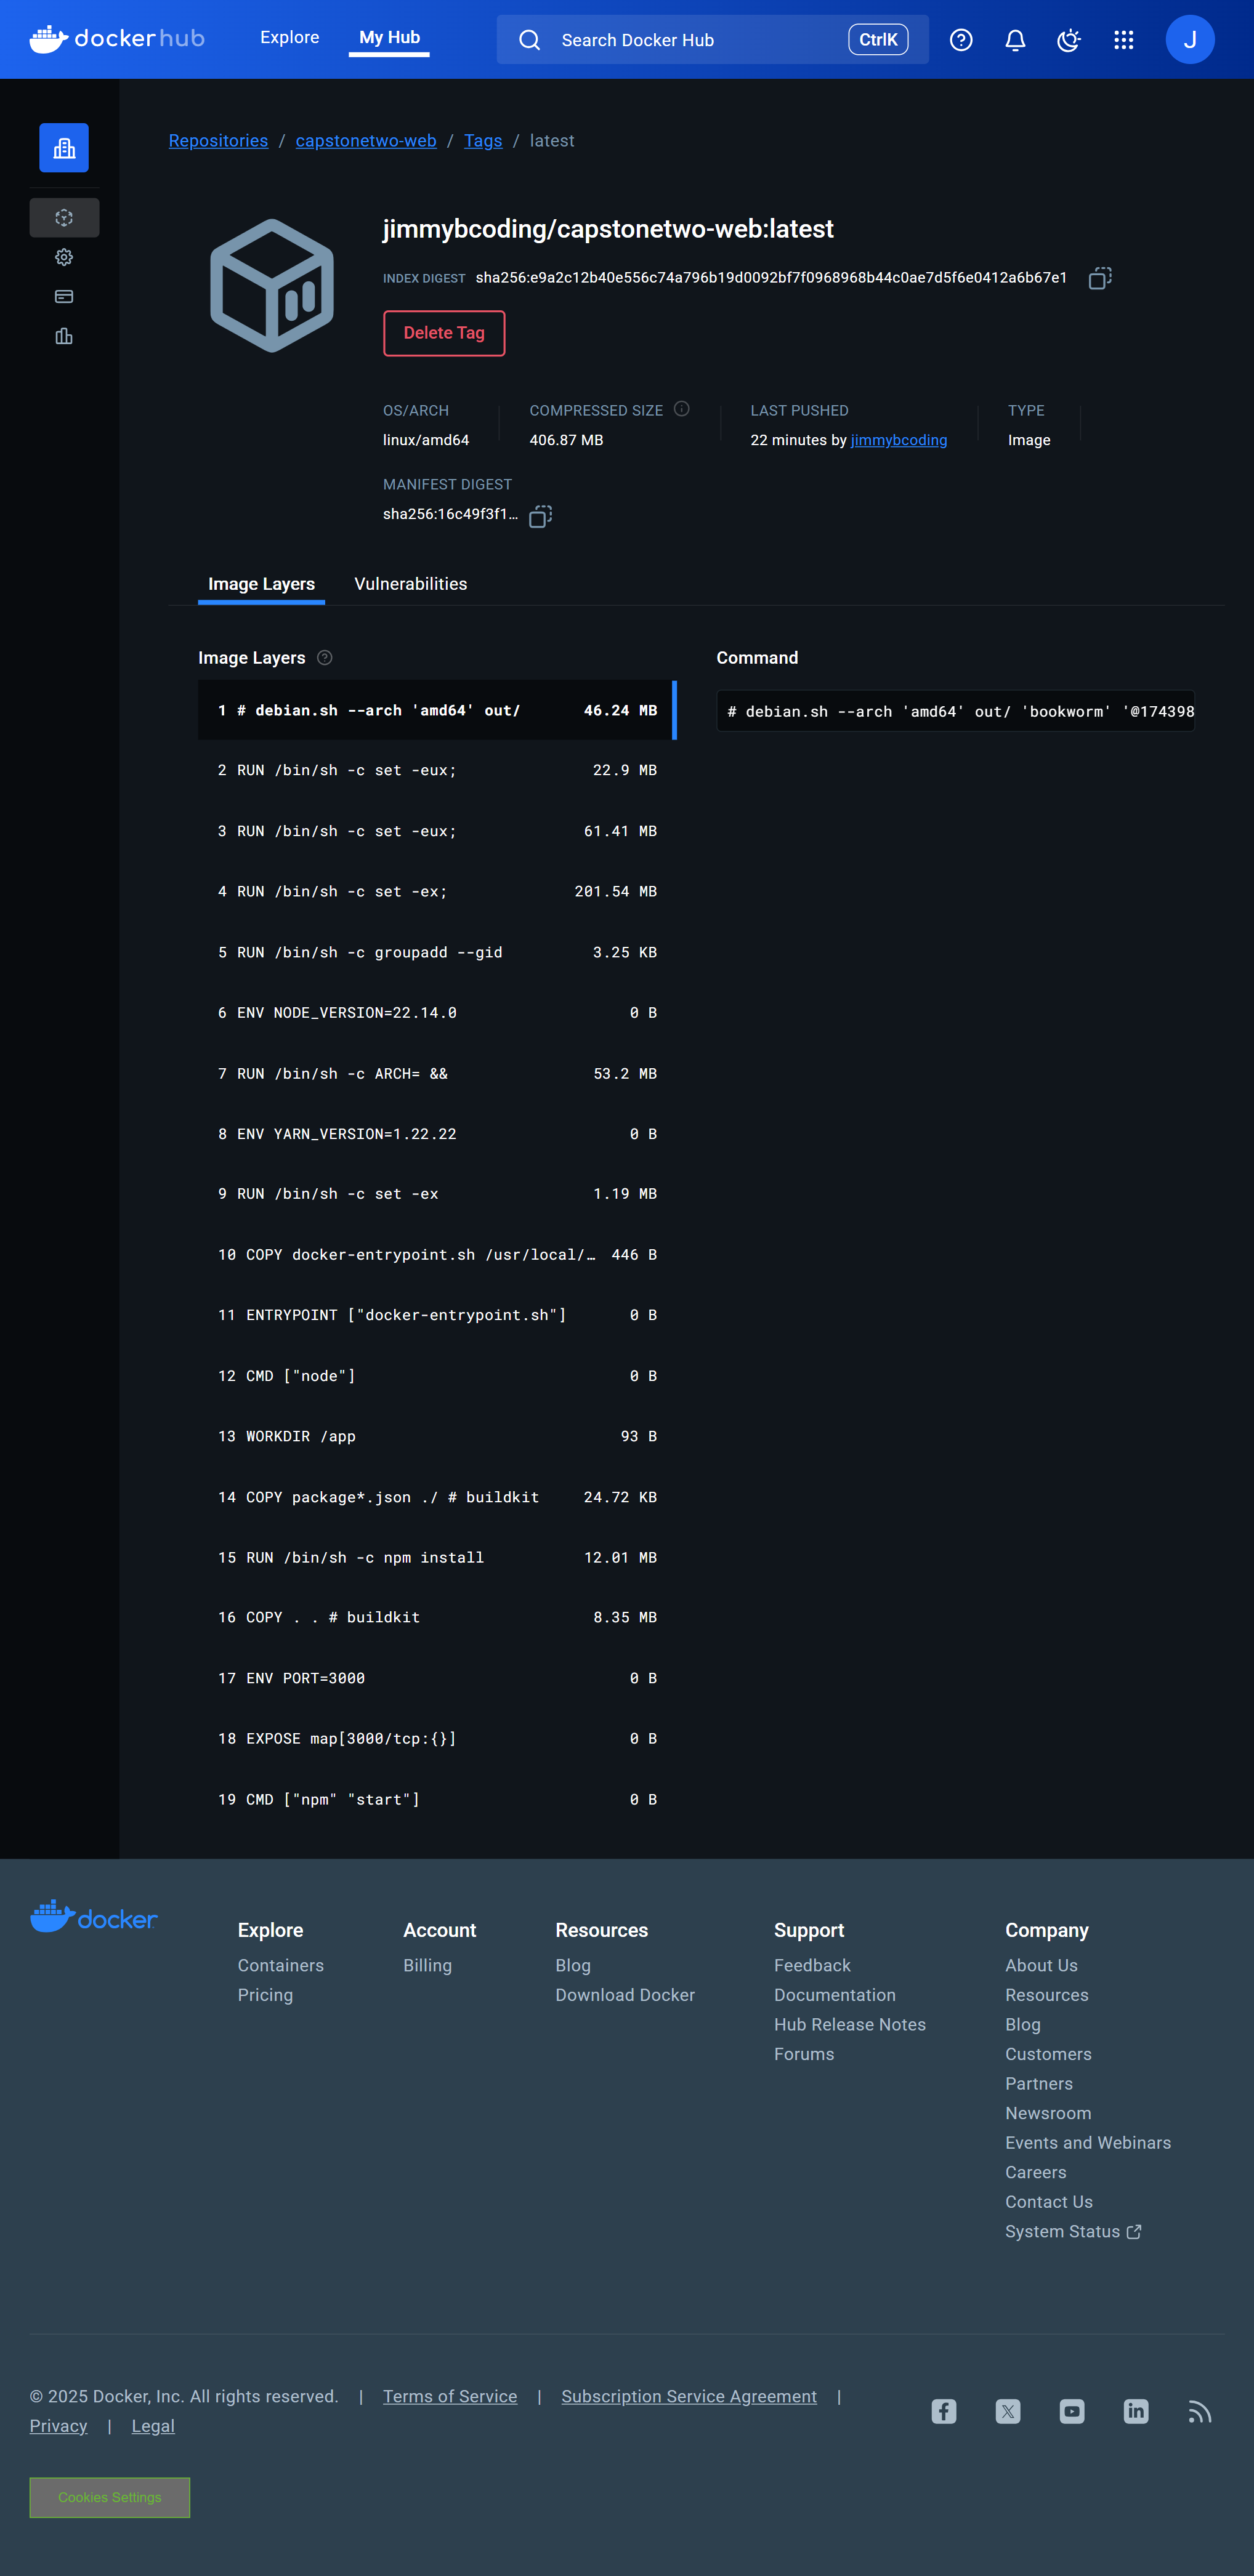 docker hub
Explore
My Hub
Search Docker Hub
CtrlK
J
Repositories / capstonetwo-web / Tags / latest
jimmybcoding/capstonetwo-web:latest
INDEX DIGEST sha256:e9a2c12b40e556c74a796b19d0092bf7f0968968b44c0ae7d5f6e0412a6b67e1
Delete Tag
OS/ARCH
linux/amd64
COMPRESSED SIZE
406.87 MB
LAST PUSHED
22 minutes by jimmybcoding
TYPE
Image
MANIFEST DIGEST
sha256:16c49f3f1…
Image Layers
Vulnerabilities
Image Layers
1 # debian.sh --arch 'amd64' out/ 46.24 MB
2 RUN /bin/sh -c set -eux; 22.9 MB
3 RUN /bin/sh -c set -eux; 61.41 MB
4 RUN /bin/sh -c set -ex; 201.54 MB
5 RUN /bin/sh -c groupadd --gid 3.25 KB
6 ENV NODE_VERSION=22.14.0 0 B
7 RUN /bin/sh -c ARCH= && 53.2 MB
8 ENV YARN_VERSION=1.22.22 0 B
9 RUN /bin/sh -c set -ex 1.19 MB
10 COPY docker-entrypoint.sh /usr/local/… 446 B
11 ENTRYPOINT ["docker-entrypoint.sh"] 0 B
12 CMD ["node"] 0 B
13 WORKDIR /app 93 B
14 COPY package*.json ./ # buildkit 24.72 KB
15 RUN /bin/sh -c npm install 12.01 MB
16 COPY . . # buildkit 8.35 MB
17 ENV PORT=3000 0 B
18 EXPOSE map[3000/tcp:{}] 0 B
19 CMD ["npm" "start"] 0 B
Command
# debian.sh --arch 'amd64' out/ 'bookworm' '@174398
docker
Explore
Containers
Pricing
Account
Billing
Resources
Blog
Download Docker
Support
Feedback
Documentation
Hub Release Notes
Forums
Company
About Us
Resources
Blog
Customers
Partners
Newsroom
Events and Webinars
Careers
Contact Us
System Status
© 2025 Docker, Inc. All rights reserved. | Terms of Service | Subscription Service Agreement |
Privacy | Legal
Cookies Settings